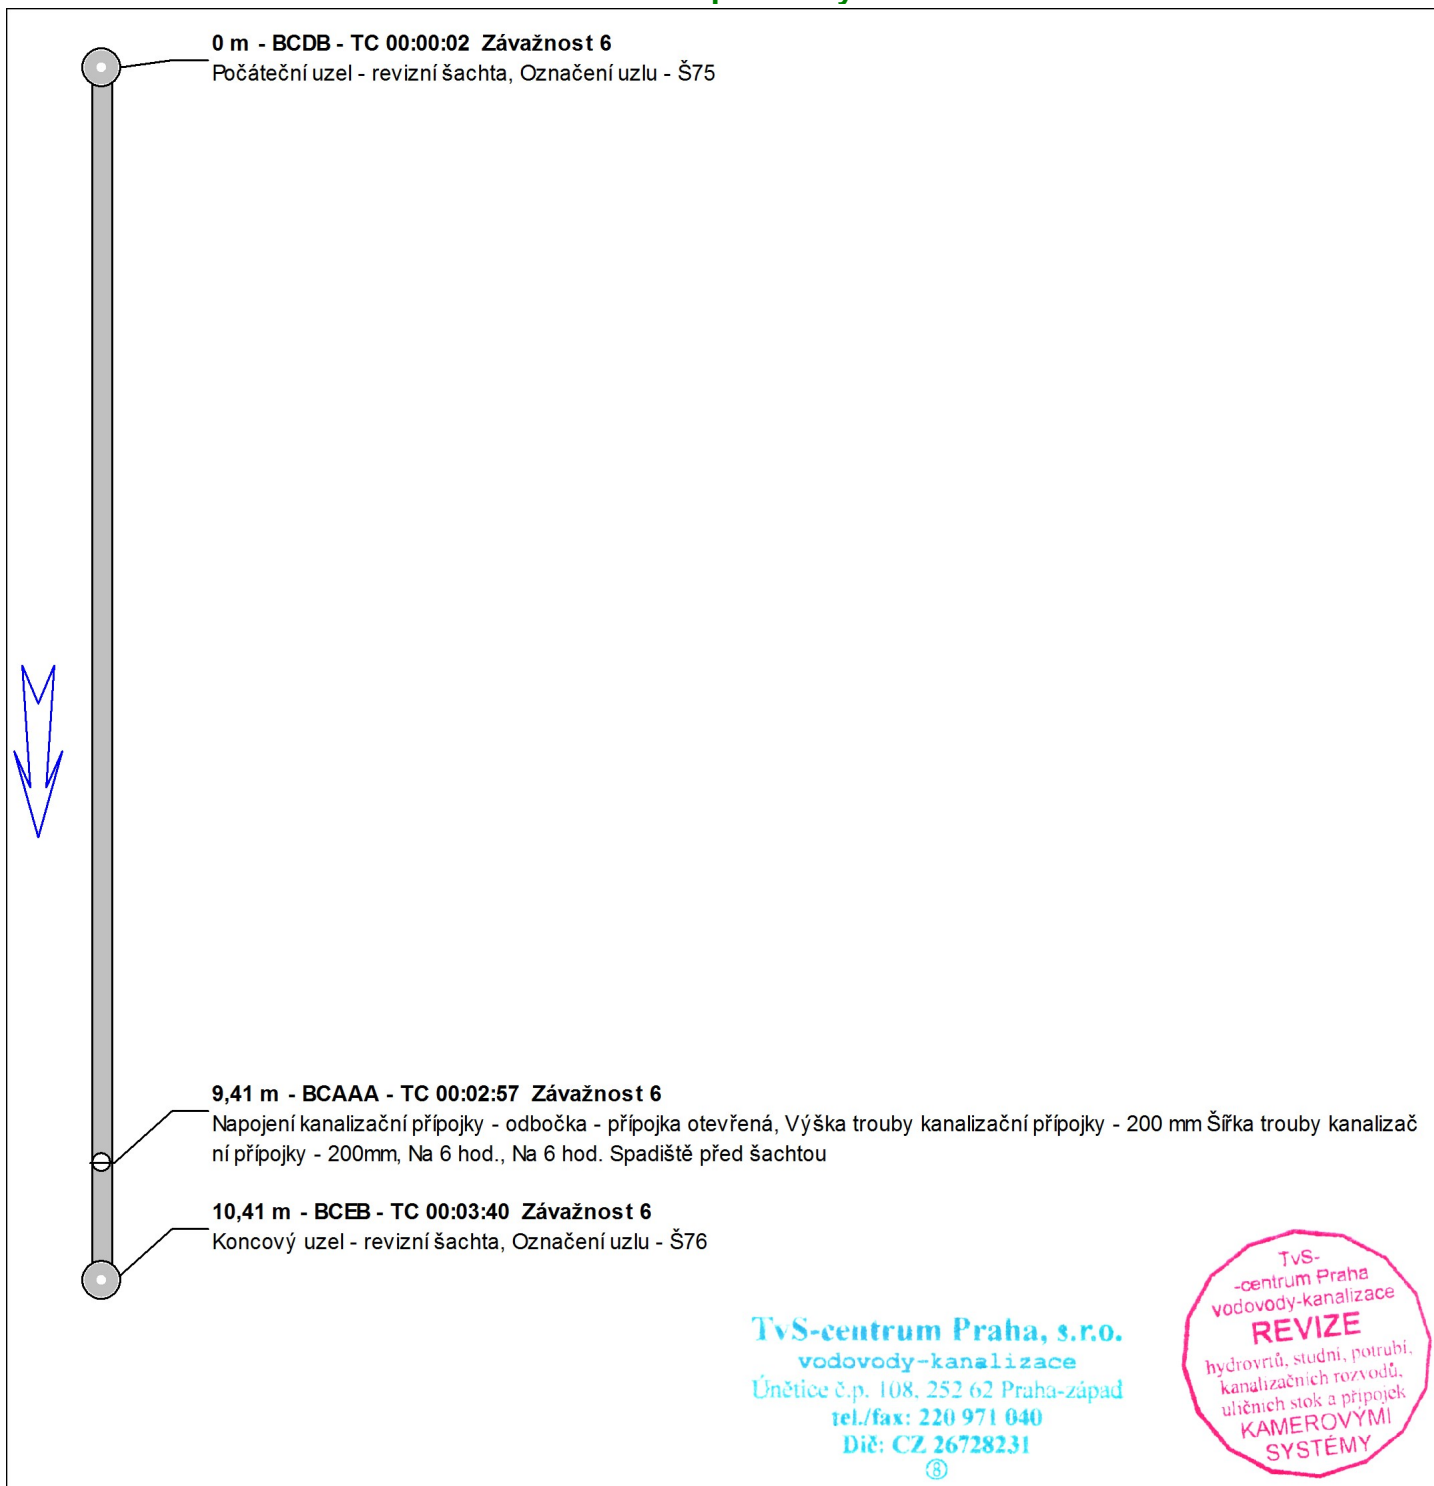 0 m - BCDB - TC 00:00:02 Závažnost 6
Počáteční uzel - revizní šachta, Označení uzlu - Š75
9,41 m - BCAAA - TC 00:02:57 Závažnost 6
Napojení kanalizační přípojky - odbočka - přípojka otevřená, Výška trouby kanalizační přípojky - 200 mm Šířka trouby kanalizač
ní přípojky - 200mm, Na 6 hod., Na 6 hod. Spadiště před šachtou
10,41 m - BCEB - TC 00:03:40 Závažnost 6
Koncový uzel - revizní šachta, Označení uzlu - Š76
TvS-centrum Praha, s.r.o.
vodovody-kanalizace
Únětice č.p. 108, 252 62 Praha-západ
tel./fax: 220 971 040
Dič: CZ 26728231
8
TvS-
-centrum Praha
vodovody-kanalizace
REVIZE
hydrovrtů, studní, potrubí,
kanalizačních rozvodů,
uličních stok a přípojek
KAMEROVÝMI
SYSTÉMY